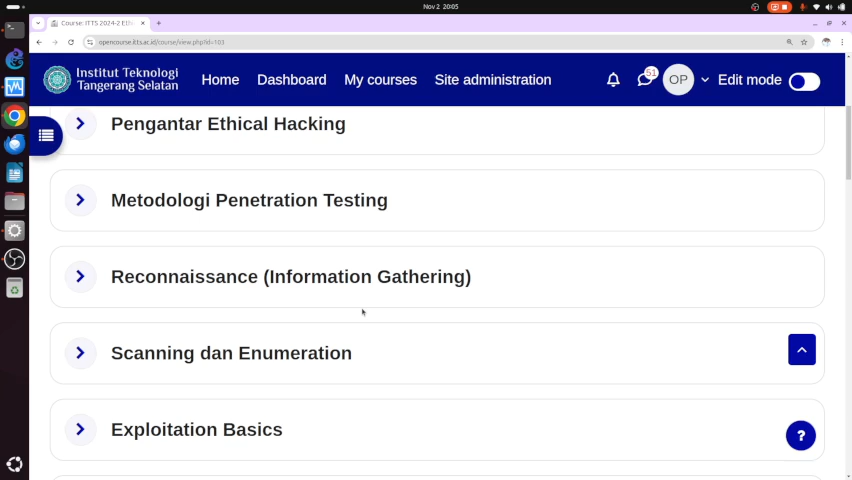 Nov 2 20:05
Course: ITTS 2024-2 Eth
opencourse.itts.ac.id/course/view.php?id=103
Institut Teknologi
Tangerang Selatan
Home Dashboard My courses Site administration
51
OP
Edit mode
Pengantar Ethical Hacking
Metodologi Penetration Testing
Reconnaissance (Information Gathering)
Scanning dan Enumeration
Exploitation Basics
?